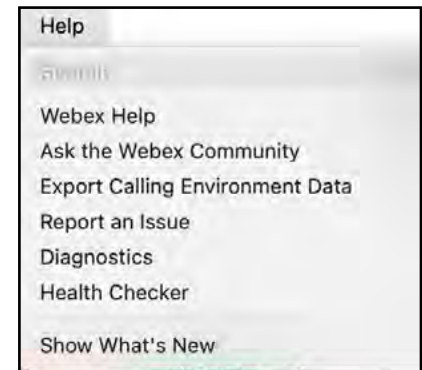 Help
Search
Webex Help
Ask the Webex Community
Export Calling Environment Data
Report an Issue
Diagnostics
Health Checker
Show What's New